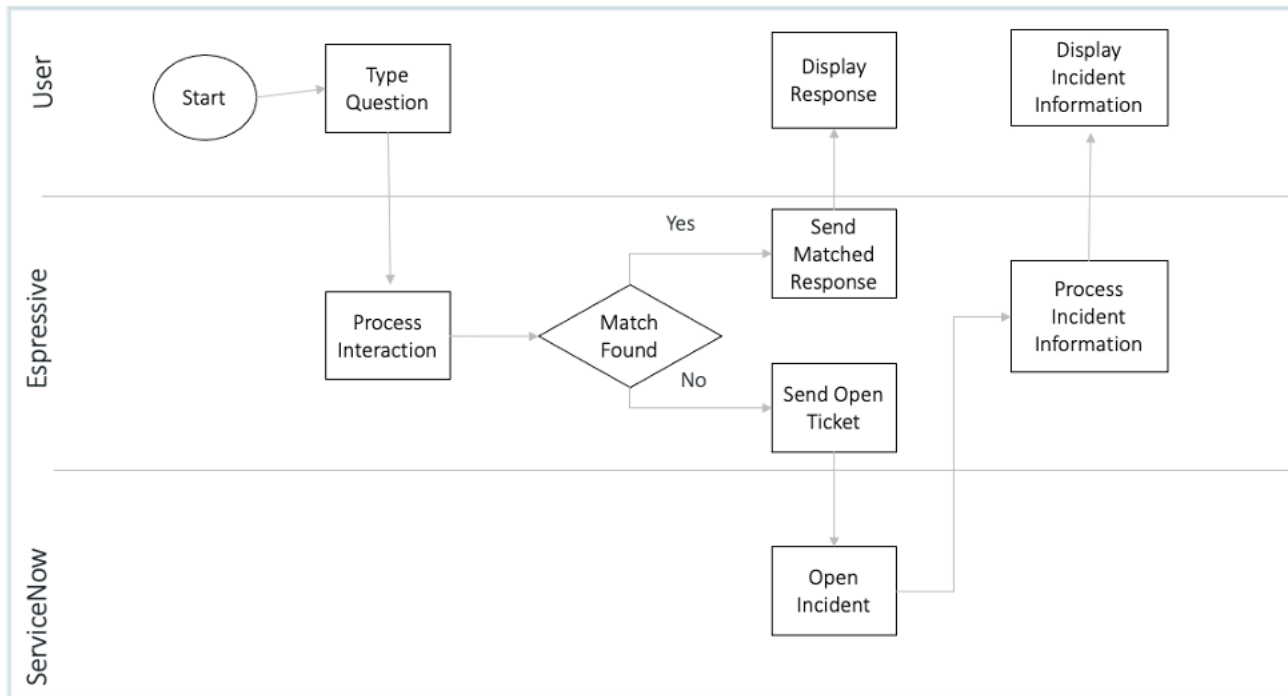 User
Start
Type
Question
Display
Response
Display
Incident
Information
Espressive
Process
Interaction
Match
Found
Yes
Send
Matched
Response
No
Send Open
Ticket
Process
Incident
Information
ServiceNow
Open
Incident